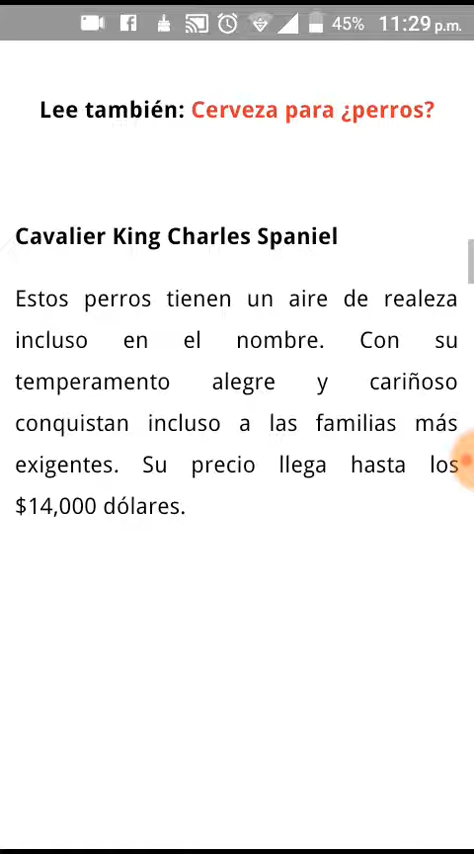 45% 11:29 p.m.
Lee también: Cerveza para ¿perros?
Cavalier King Charles Spaniel
Estos perros tienen un aire de realeza
incluso en el nombre. Con su
temperamento alegre y cariñoso
conquistan incluso a las familias más
exigentes. Su precio llega hasta los
$14,000 dólares.